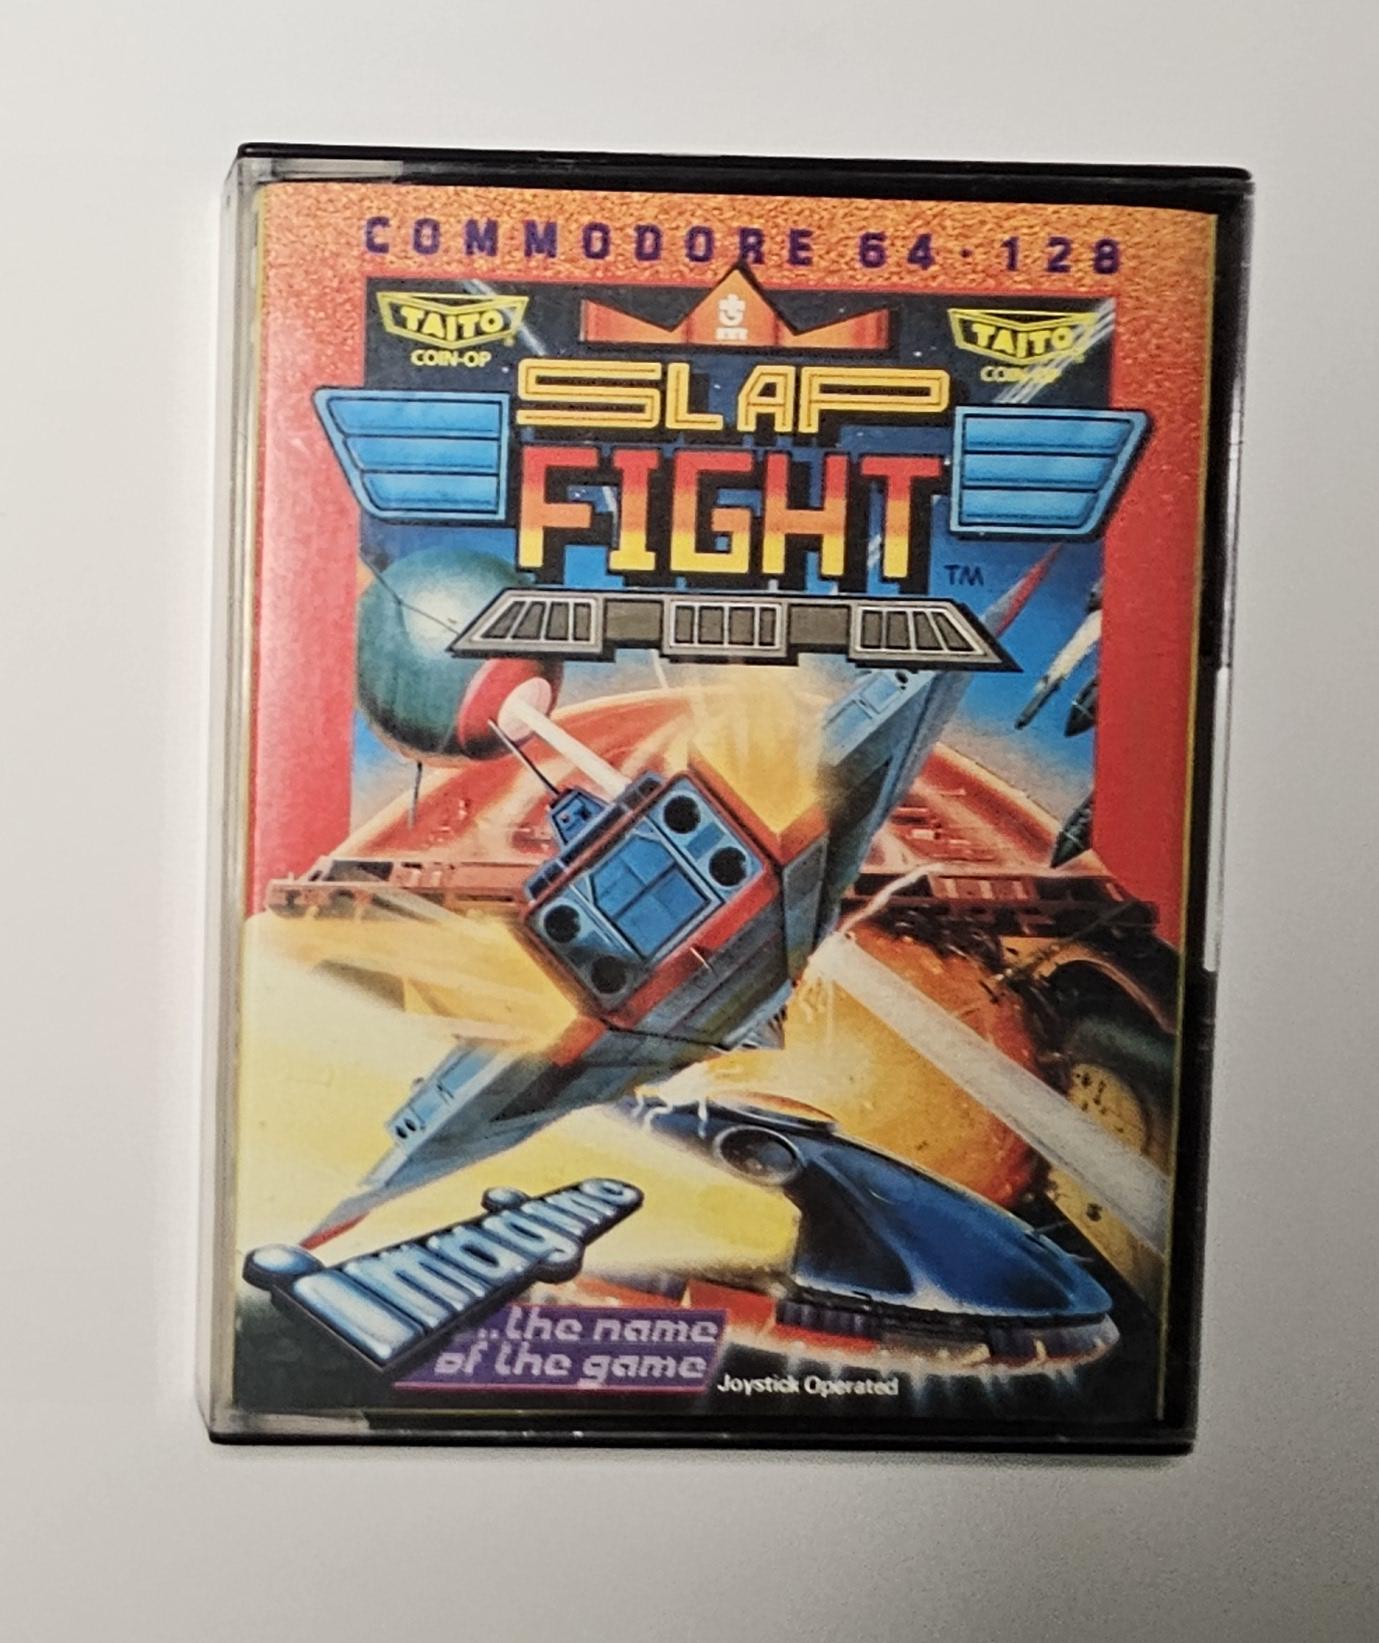 COMMODORE 64·128
TAITO
COIN-OP
TAITO
COIN-OP
SLAP
FIGHT
TM
Imagine
...the name
of the game
Joystick Operated